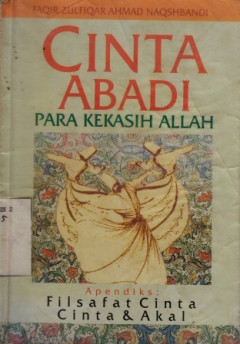 FAQIR ZULFIQAR AHMAD NAQSHBANDI
CINTA
ABADI
PARA KEKASIH ALLAH
Apendiks:
Filsafat Cinta
Cinta & Akal